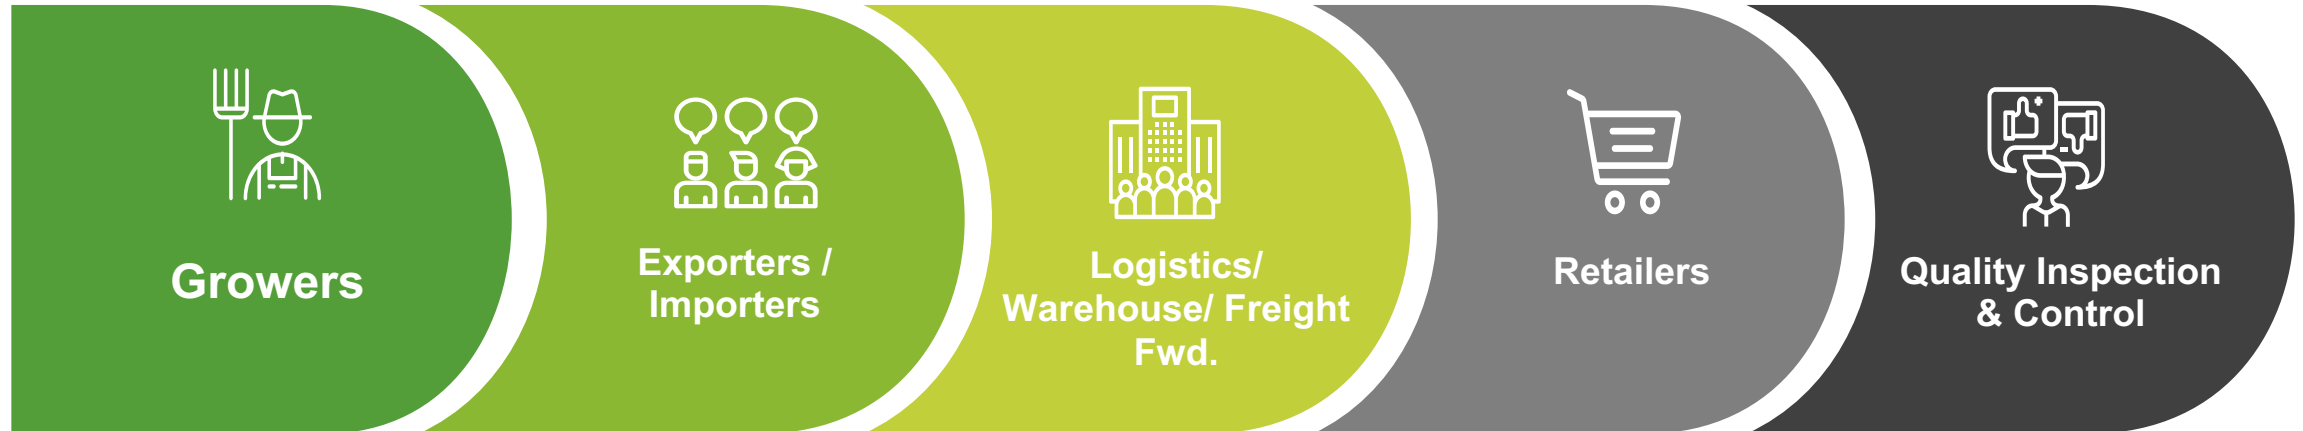 Growers
Exporters /
Importers
Logistics/
Warehouse/ Freight
Fwd.
Retailers
Quality Inspection
& Control